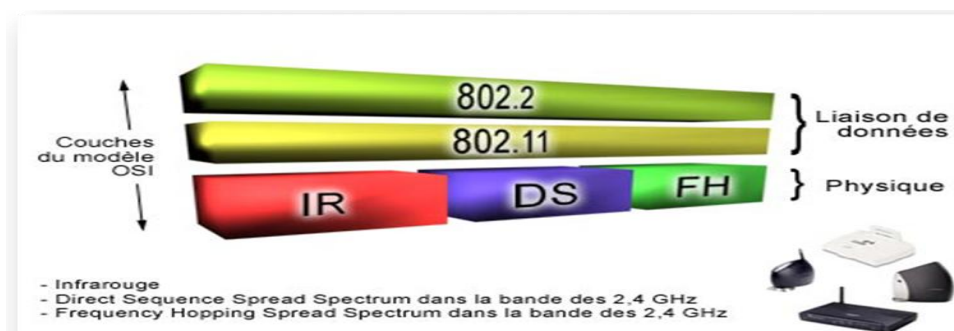 802.2
802.11
Liaison de
données
Couches
du modèle
OSI
IR
DS
FH
Physique
- Infrarouge
- Direct Sequence Spread Spectrum dans la bande des 2,4 GHz
- Frequency Hopping Spread Spectrum dans la bande des 2,4 GHz